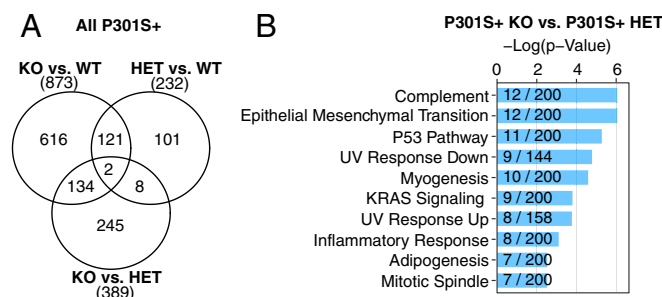 A
All P301S+
KO vs. WT
(873)
HET vs. WT
(232)
616
121
101
2
134
8
245
KO vs. HET
(389)
B
P301S+ KO vs. P301S+ HET
−Log(p-Value)
0 2 4 6
Complement 12 / 200
Epithelial Mesenchymal Transition 12 / 200
P53 Pathway 11 / 200
UV Response Down 9 / 144
Myogenesis 10 / 200
KRAS Signaling 9 / 200
UV Response Up 8 / 158
Inflammatory Response 8 / 200
Adipogenesis 7 / 200
Mitotic Spindle 7 / 200